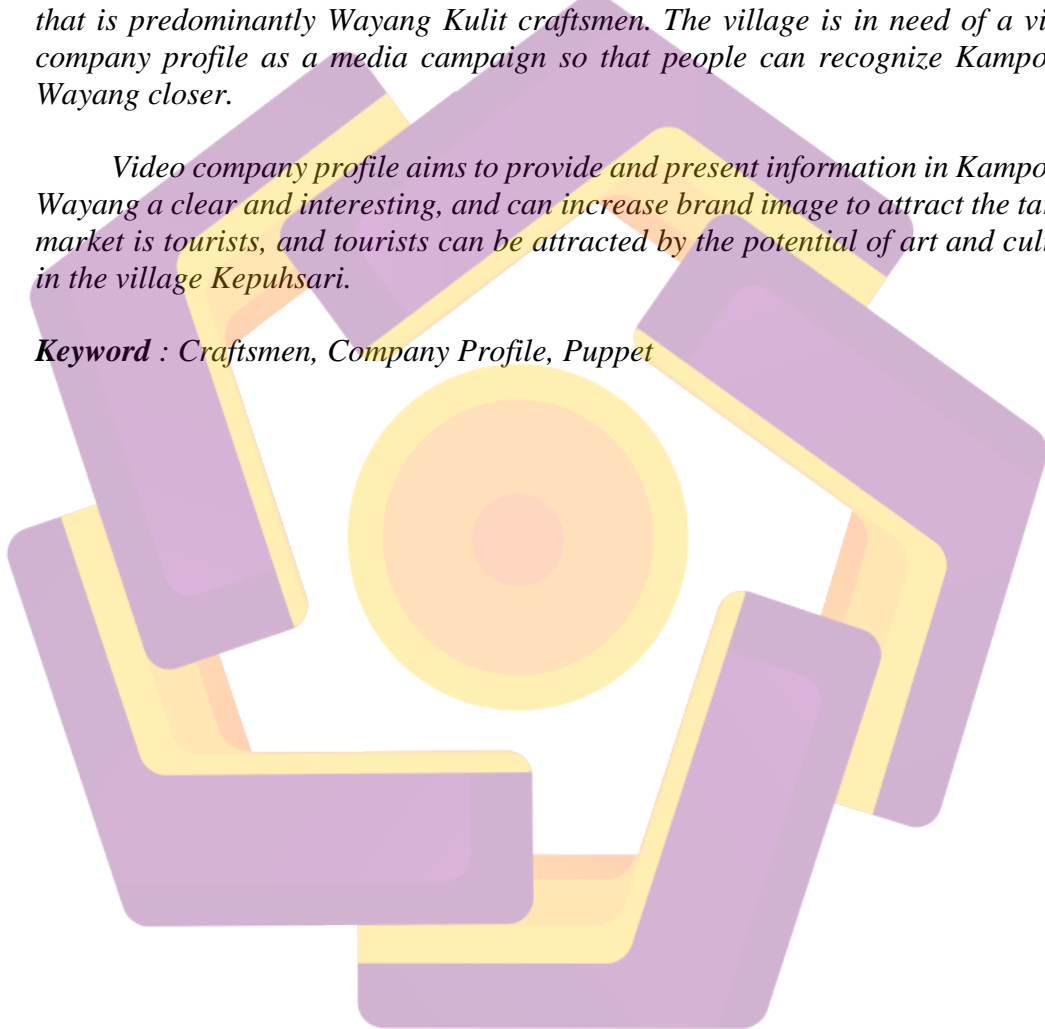 that is predominantly Wayang Kulit craftsmen. The village is in need of a vi
company profile as a media campaign so that people can recognize Kampo
Wayang closer.
Video company profile aims to provide and present information in Kampo
Wayang a clear and interesting, and can increase brand image to attract the ta
market is tourists, and tourists can be attracted by the potential of art and cul
in the village Kepuhsari.
Keyword : Craftsmen, Company Profile, Puppet